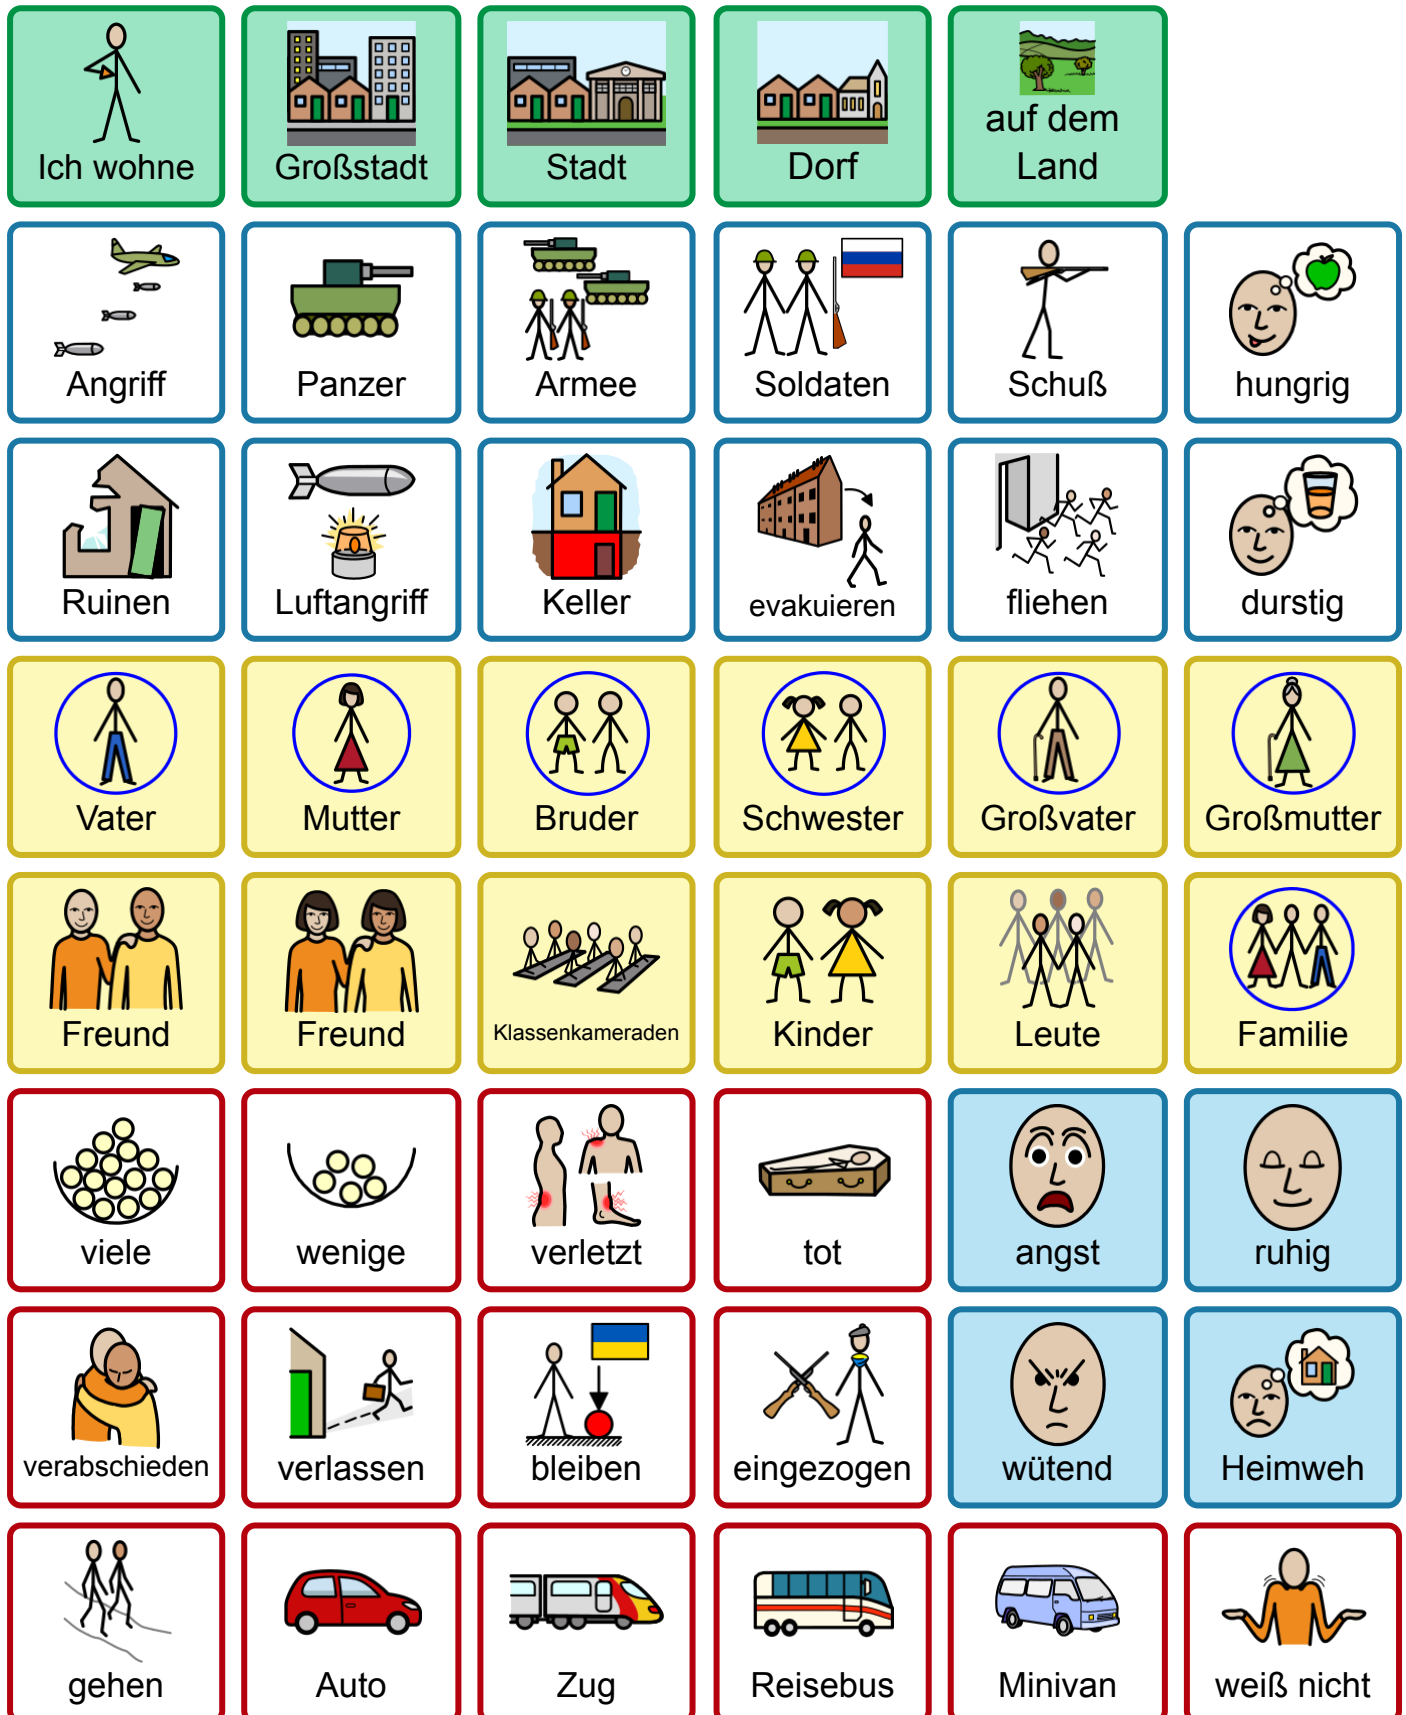 Ich wohne
Großstadt
Stadt
Dorf
auf dem
Land
Angriff
Panzer
Armee
Soldaten
Schuß
hungrig
Ruinen
Luftangriff
Keller
evakuieren
fliehen
durstig
Vater
Mutter
Bruder
Schwester
Großvater
Großmutter
Freund
Freund
Klassenkameraden
Kinder
Leute
Familie
viele
wenige
verletzt
tot
angst
ruhig
verabschieden
verlassen
bleiben
eingezogen
wütend
Heimweh
gehen
Auto
Zug
Reisebus
Minivan
weiß nicht